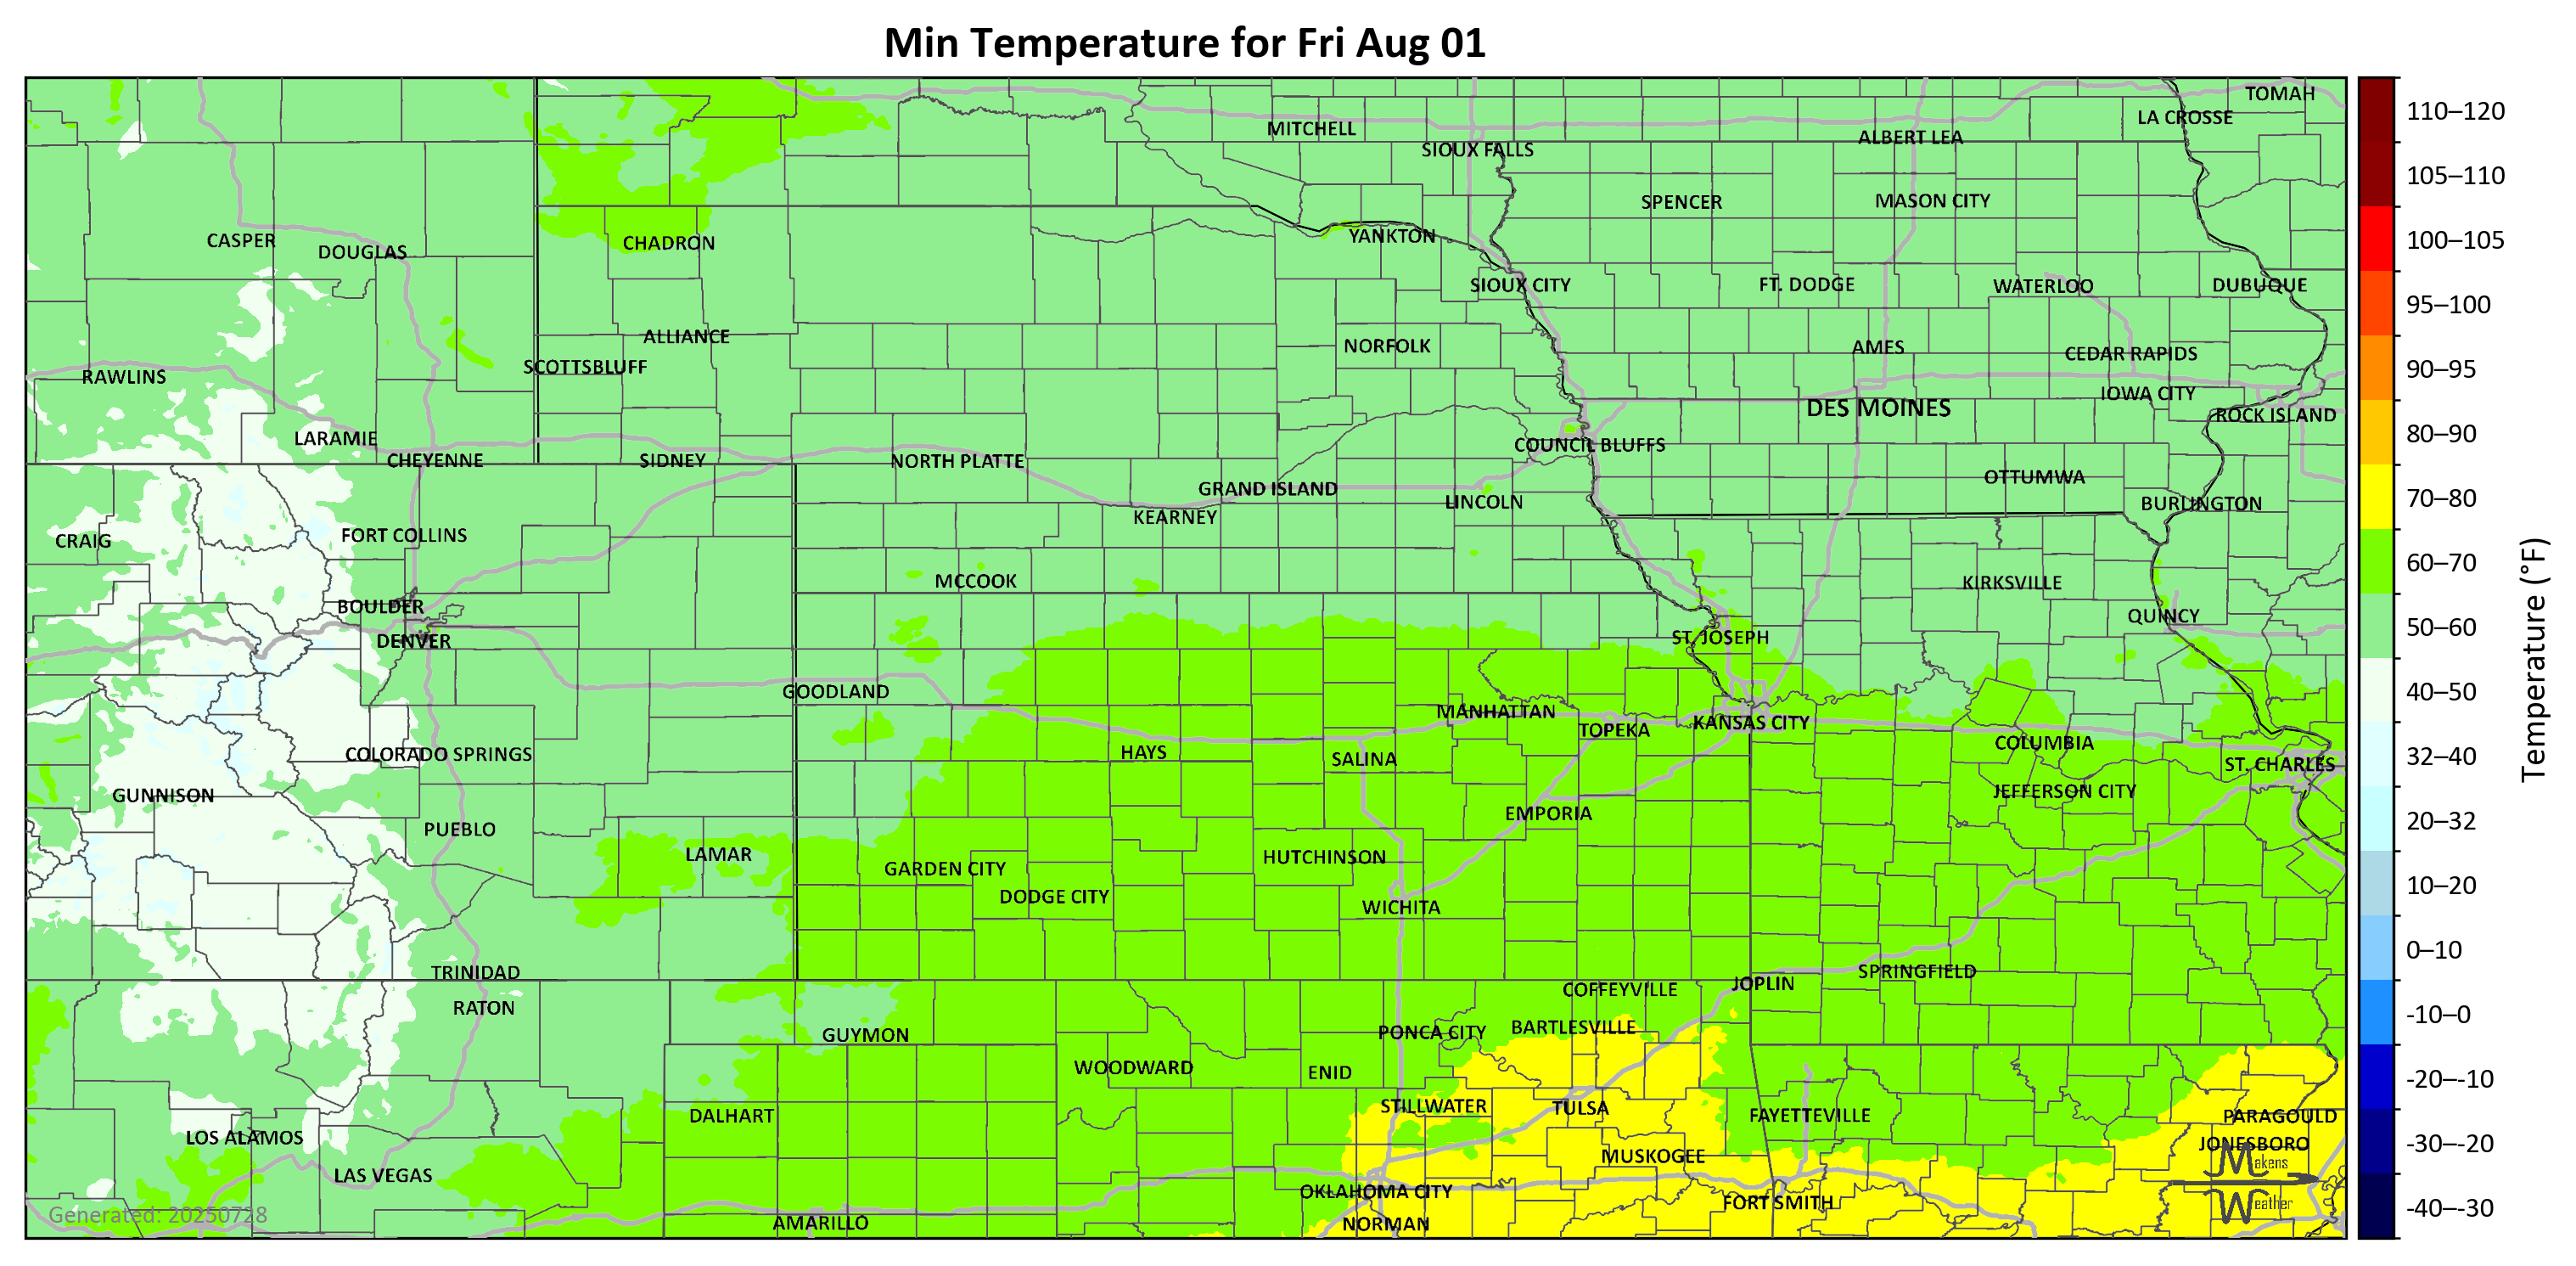 Min Temperature for Fri Aug 01
TOMAH
LA CROSSE
MITCHELL
ALBERT LEA
SIOUX FALLS
SPENCER
MASON CITY
CASPER
DOUGLAS
CHADRON
YANKTON
SIOUX CITY
FT. DODGE
WATERLOO
DUBUQUE
ALLIANCE
NORFOLK
AMES
CEDAR RAPIDS
SCOTTSBLUFF
RAWLINS
IOWA CITY
DES MOINES
ROCK ISLAND
LARAMIE
COUNCIL BLUFFS
CHEYENNE
SIDNEY
NORTH PLATTE
OTTUMWA
GRAND ISLAND
LINCOLN
BURLINGTON
KEARNEY
CRAIG
FORT COLLINS
MCCOOK
KIRKSVILLE
BOULDER
QUINCY
DENVER
ST. JOSEPH
GOODLAND
MANHATTAN
TOPEKA
KANSAS CITY
COLUMBIA
COLORADO SPRINGS
HAYS
SALINA
ST. CHARLES
GUNNISON
JEFFERSON CITY
EMPORIA
PUEBLO
LAMAR
HUTCHINSON
GARDEN CITY
DODGE CITY
WICHITA
TRINIDAD
SPRINGFIELD
JOPLIN
COFFEYVILLE
RATON
GUYMON
PONCA CITY
BARTLESVILLE
WOODWARD
ENID
DALHART
STILLWATER
TULSA
FAYETTEVILLE
PARAGOULD
LOS ALAMOS
JONESBORO
MUSKOGEE
LAS VEGAS
OKLAHOMA CITY
FORT SMITH
AMARILLO
NORMAN
Makens
Weather
Generated: 20250728
110–120
105–110
100–105
95–100
90–95
80–90
70–80
60–70
50–60
40–50
32–40
20–32
10–20
0–10
-10–0
-20–-10
-30–-20
-40–-30
Temperature (°F)